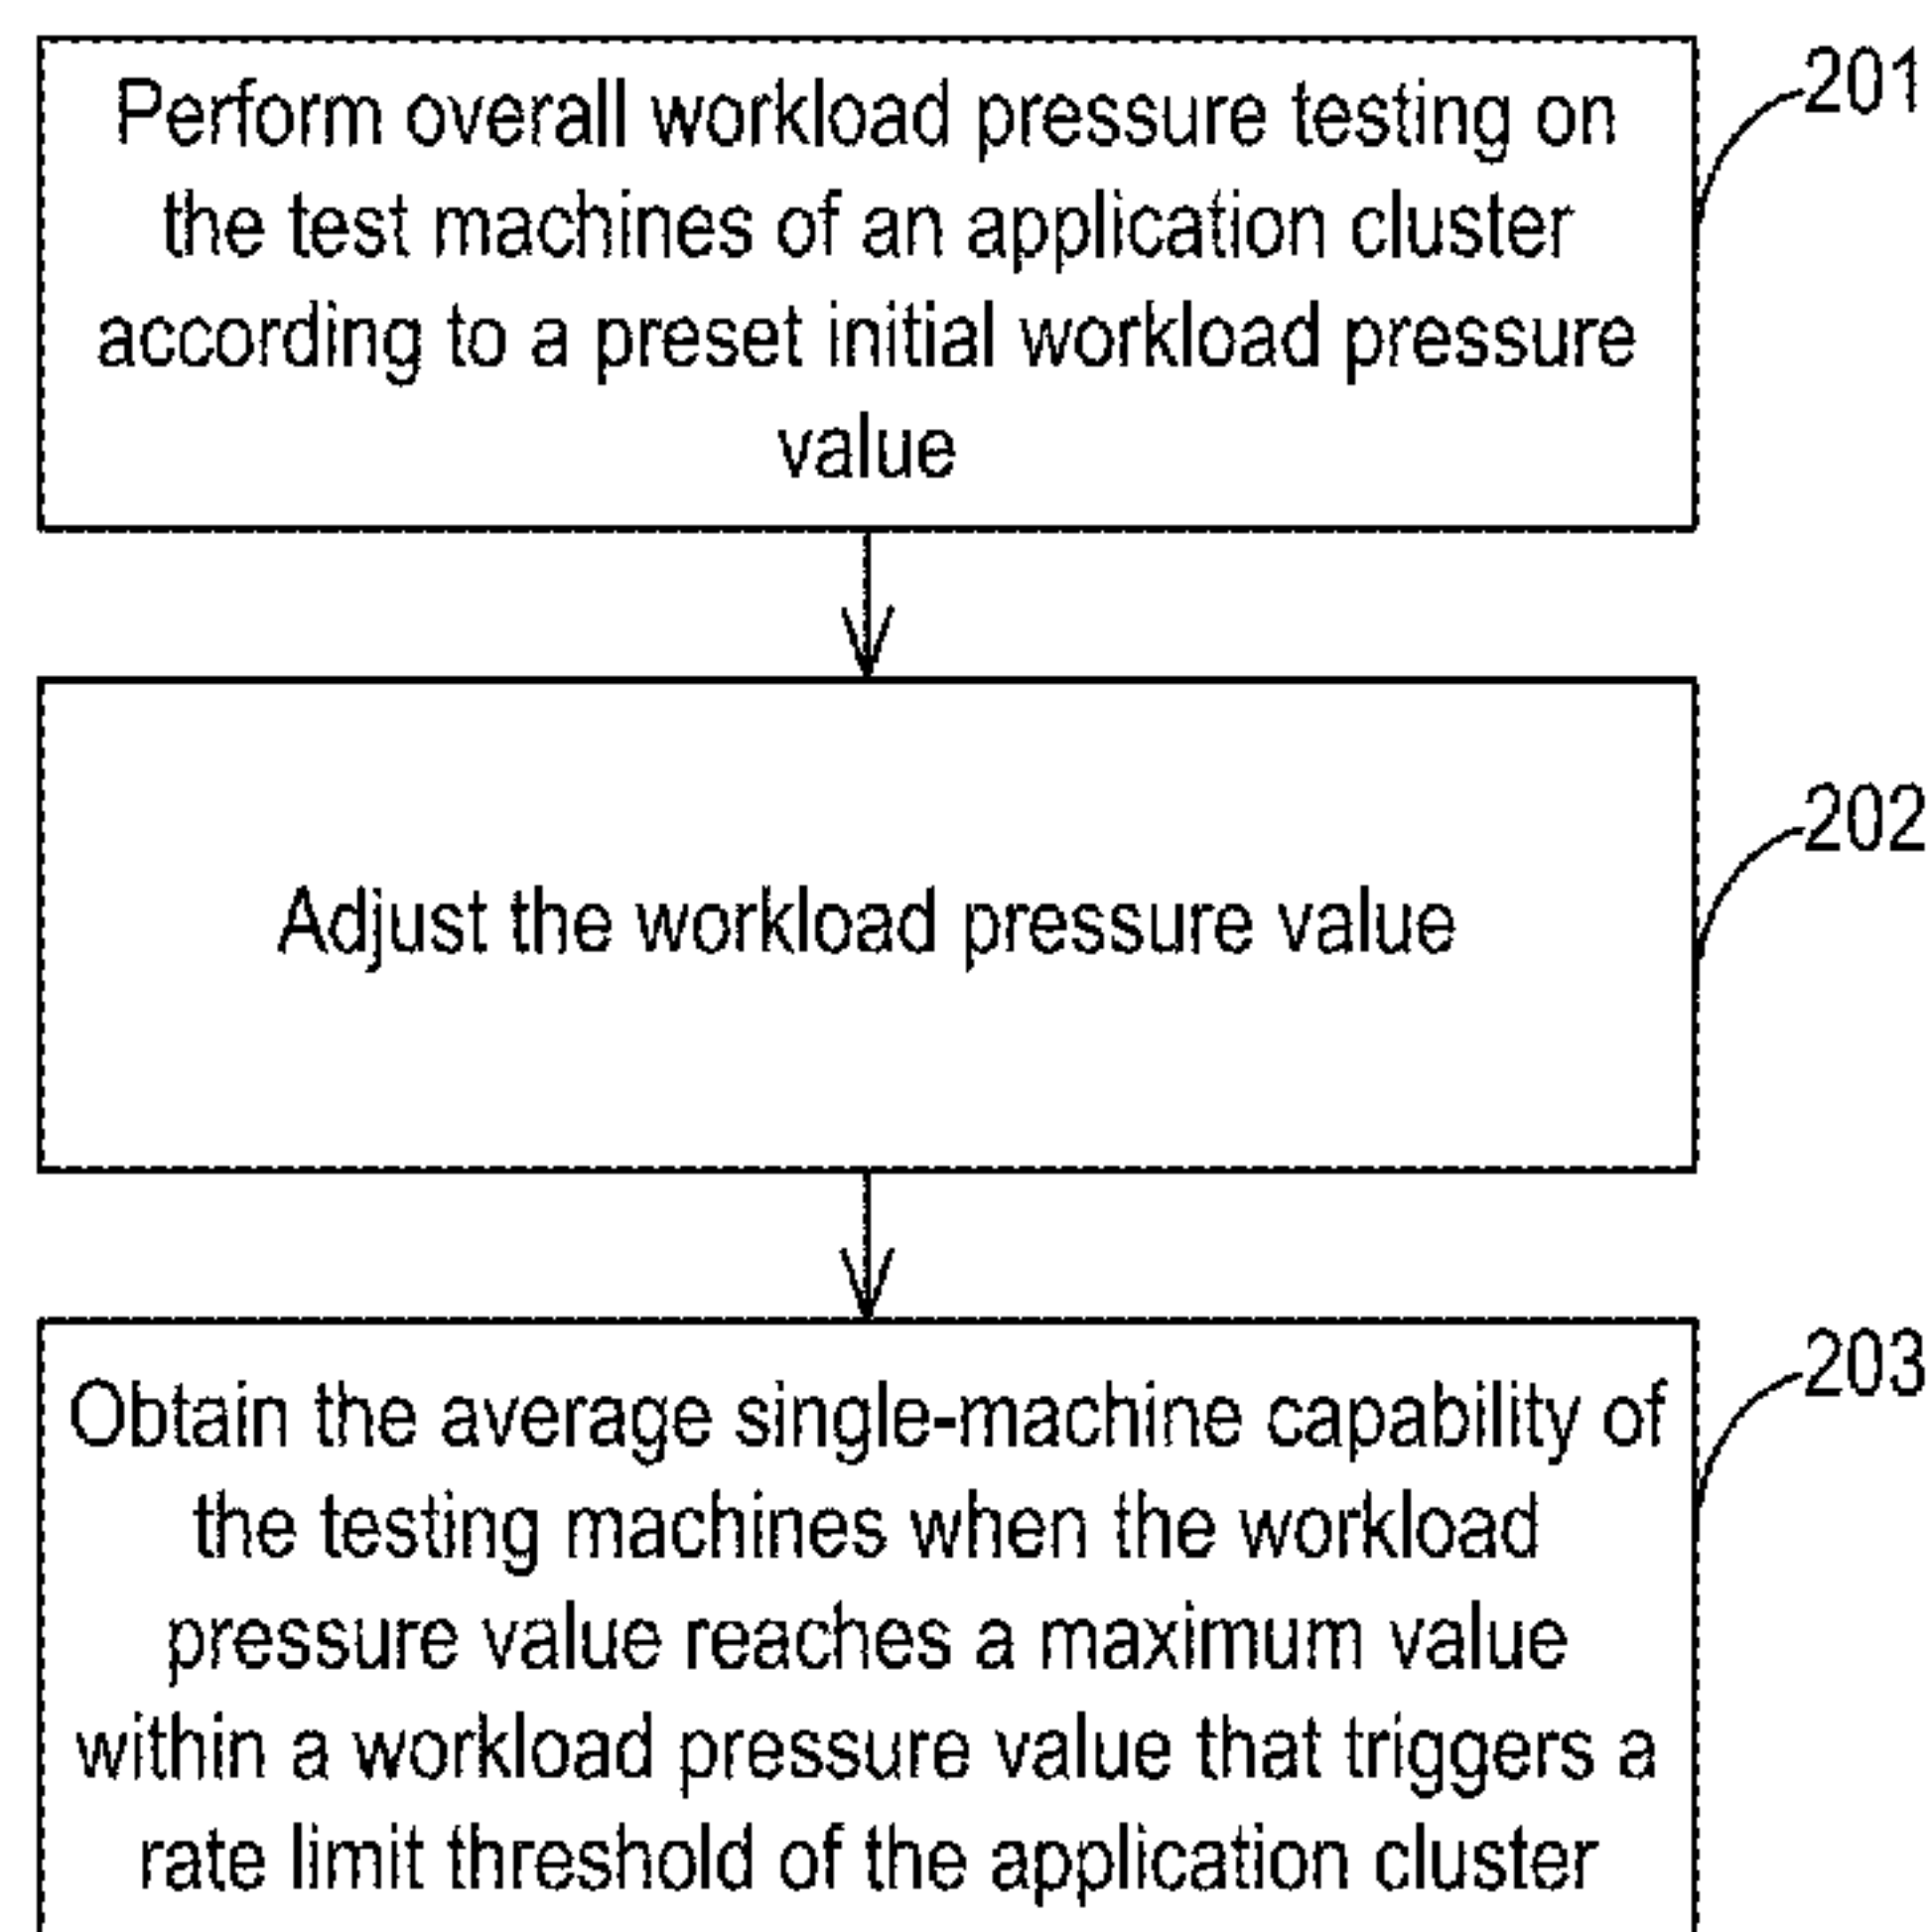 Perform overall workload pressure testing on
the test machines of an application cluster
according to a preset initial workload pressure
value
201
Adjust the workload pressure value
202
Obtain the average single-machine capability of
the testing machines when the workload
pressure value reaches a maximum value
within a workload pressure value that triggers a
rate limit threshold of the application cluster
203